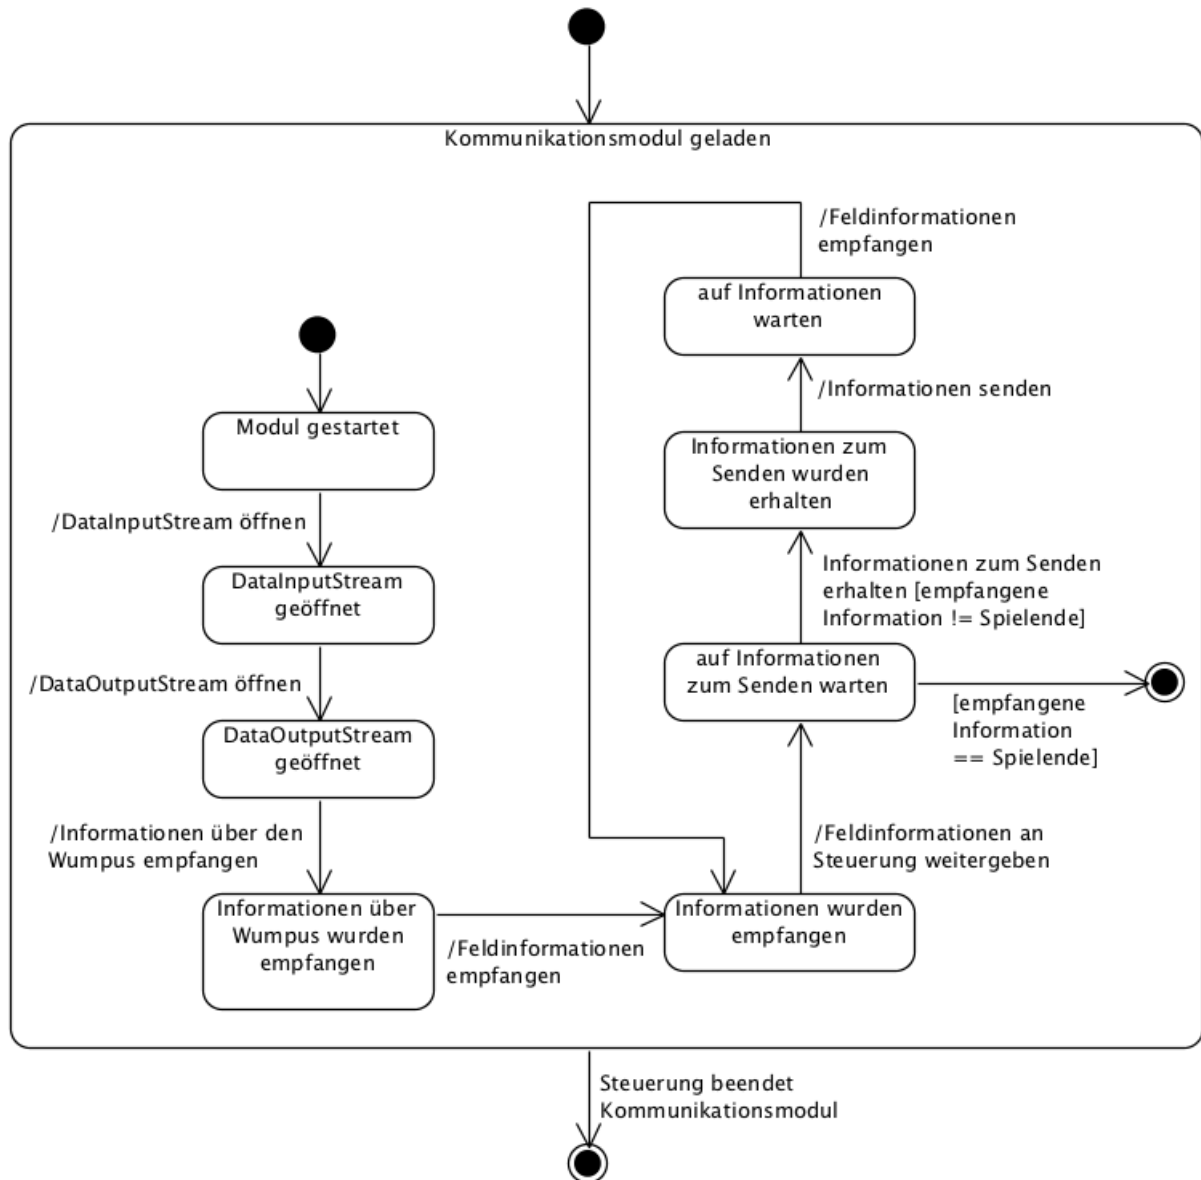 Kommunikationsmodul geladen
/Feldinformationen
empfangen
auf Informationen
warten
/Informationen senden
Modul gestartet
Informationen zum
Senden wurden
erhalten
/DataInputStream öffnen
DataInputStream
geöffnet
Informationen zum Senden
erhalten [empfangene
Information != Spielende]
/DataOutputStream öffnen
auf Informationen
zum Senden warten
[empfangene
Information
== Spielende]
DataOutputStream
geöffnet
/Informationen über den
Wumpus empfangen
/Feldinformationen an
Steuerung weitergeben
Informationen über
Wumpus wurden
empfangen
/Feldinformationen
empfangen
Informationen wurden
empfangen
Steuerung beendet
Kommunikationsmodul